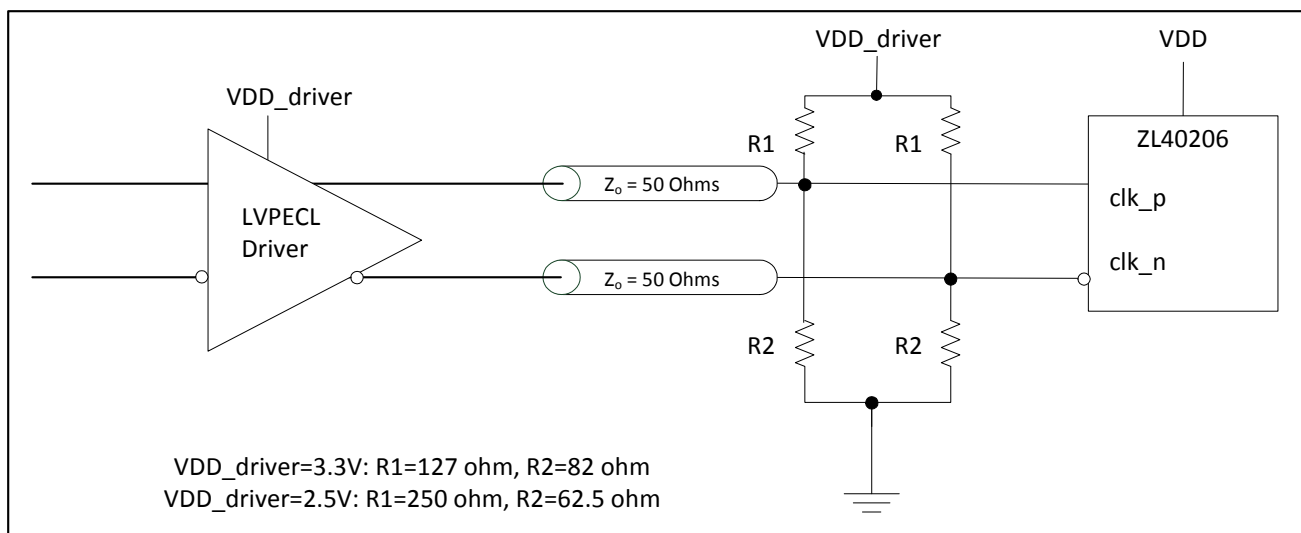 VDD_driver
VDD
VDD_driver
ZL40206
R1
R1
Zₒ = 50 Ohms
clk_p
LVPECL
Driver
clk_n
Zₒ = 50 Ohms
R2
R2
VDD_driver=3.3V: R1=127 ohm, R2=82 ohm
VDD_driver=2.5V: R1=250 ohm, R2=62.5 ohm